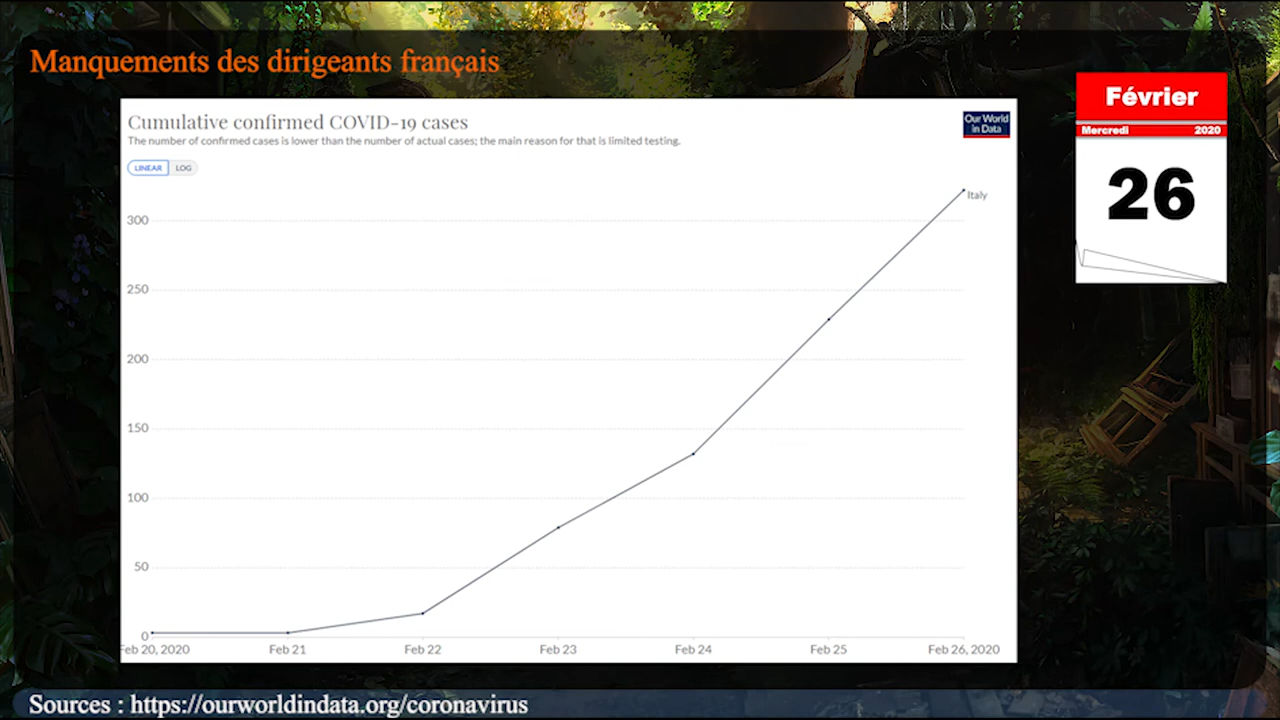 Manquements des dirigeants français
Février
Mercredi 2020
26
Cumulative confirmed COVID-19 cases
The number of confirmed cases is lower than the number of actual cases; the main reason for that is limited testing.
Our World
in Data
LINEAR LOG
Italy
300
250
200
150
100
50
0
Feb 20, 2020 Feb 21 Feb 22 Feb 23 Feb 24 Feb 25 Feb 26, 2020
Sources : https://ourworldindata.org/coronavirus